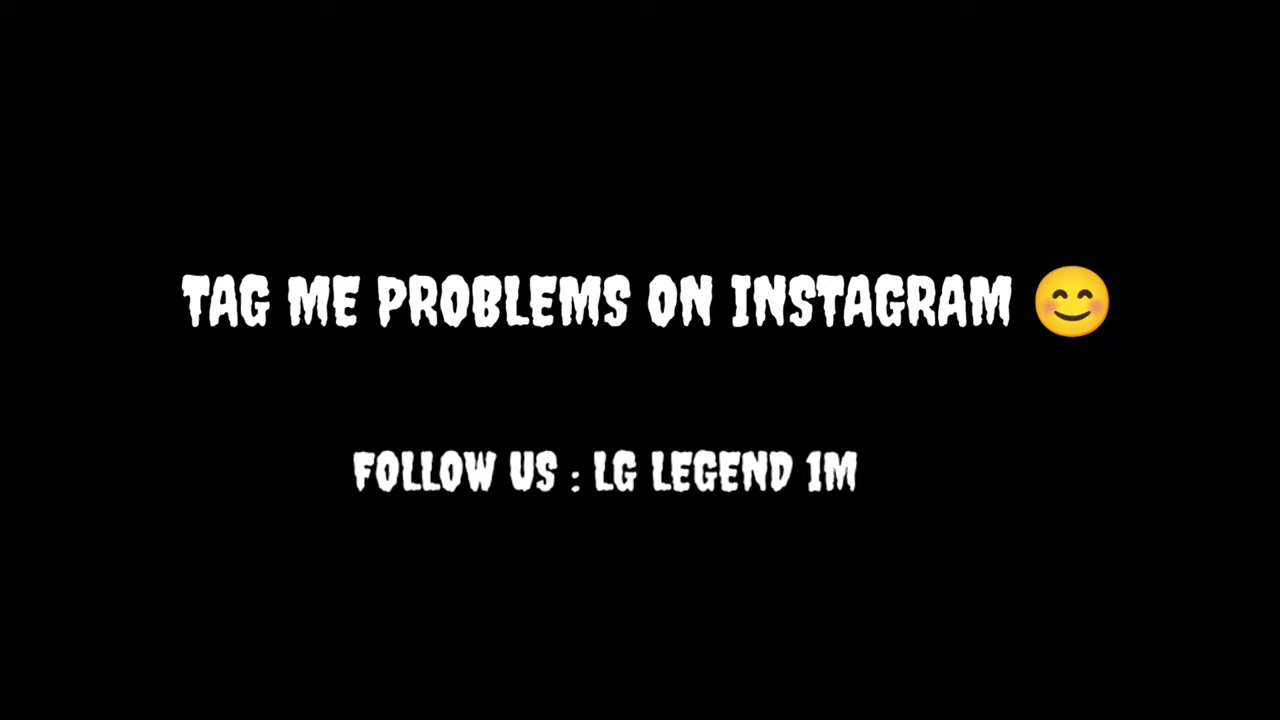 TAG ME PROBLEMS ON INSTAGRAM 😊
FOLLOW US : LG LEGEND 1M